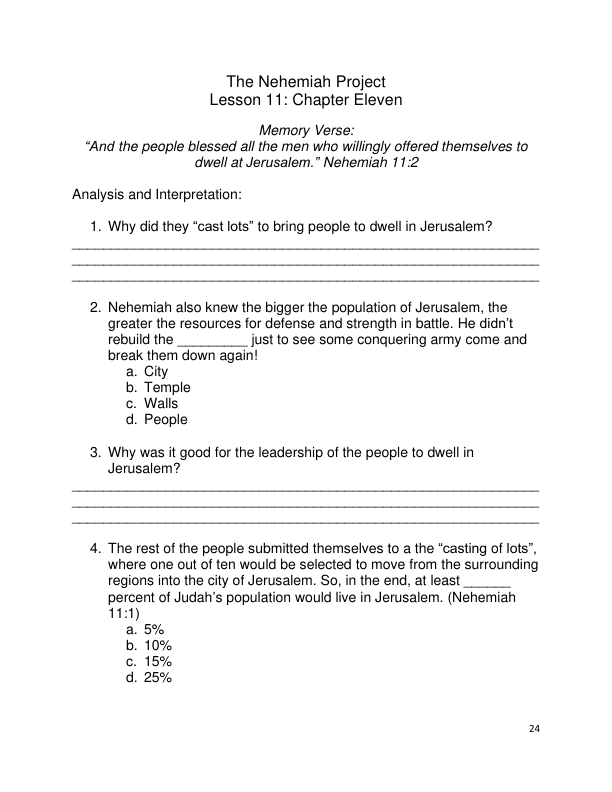 The Nehemiah Project
Lesson 11: Chapter Eleven
Memory Verse:
“And the people blessed all the men who willingly offered themselves to
dwell at Jerusalem.” Nehemiah 11:2
Analysis and Interpretation:
1. Why did they “cast lots” to bring people to dwell in Jerusalem?
____________________________________________________________
____________________________________________________________
____________________________________________________________
2. Nehemiah also knew the bigger the population of Jerusalem, the
greater the resources for defense and strength in battle. He didn’t
rebuild the _________ just to see some conquering army come and
break them down again!
a. City
b. Temple
c. Walls
d. People
3. Why was it good for the leadership of the people to dwell in
Jerusalem?
____________________________________________________________
____________________________________________________________
____________________________________________________________
4. The rest of the people submitted themselves to a the “casting of lots”,
where one out of ten would be selected to move from the surrounding
regions into the city of Jerusalem. So, in the end, at least ______
percent of Judah’s population would live in Jerusalem. (Nehemiah
11:1)
a. 5%
b. 10%
c. 15%
d. 25%
24